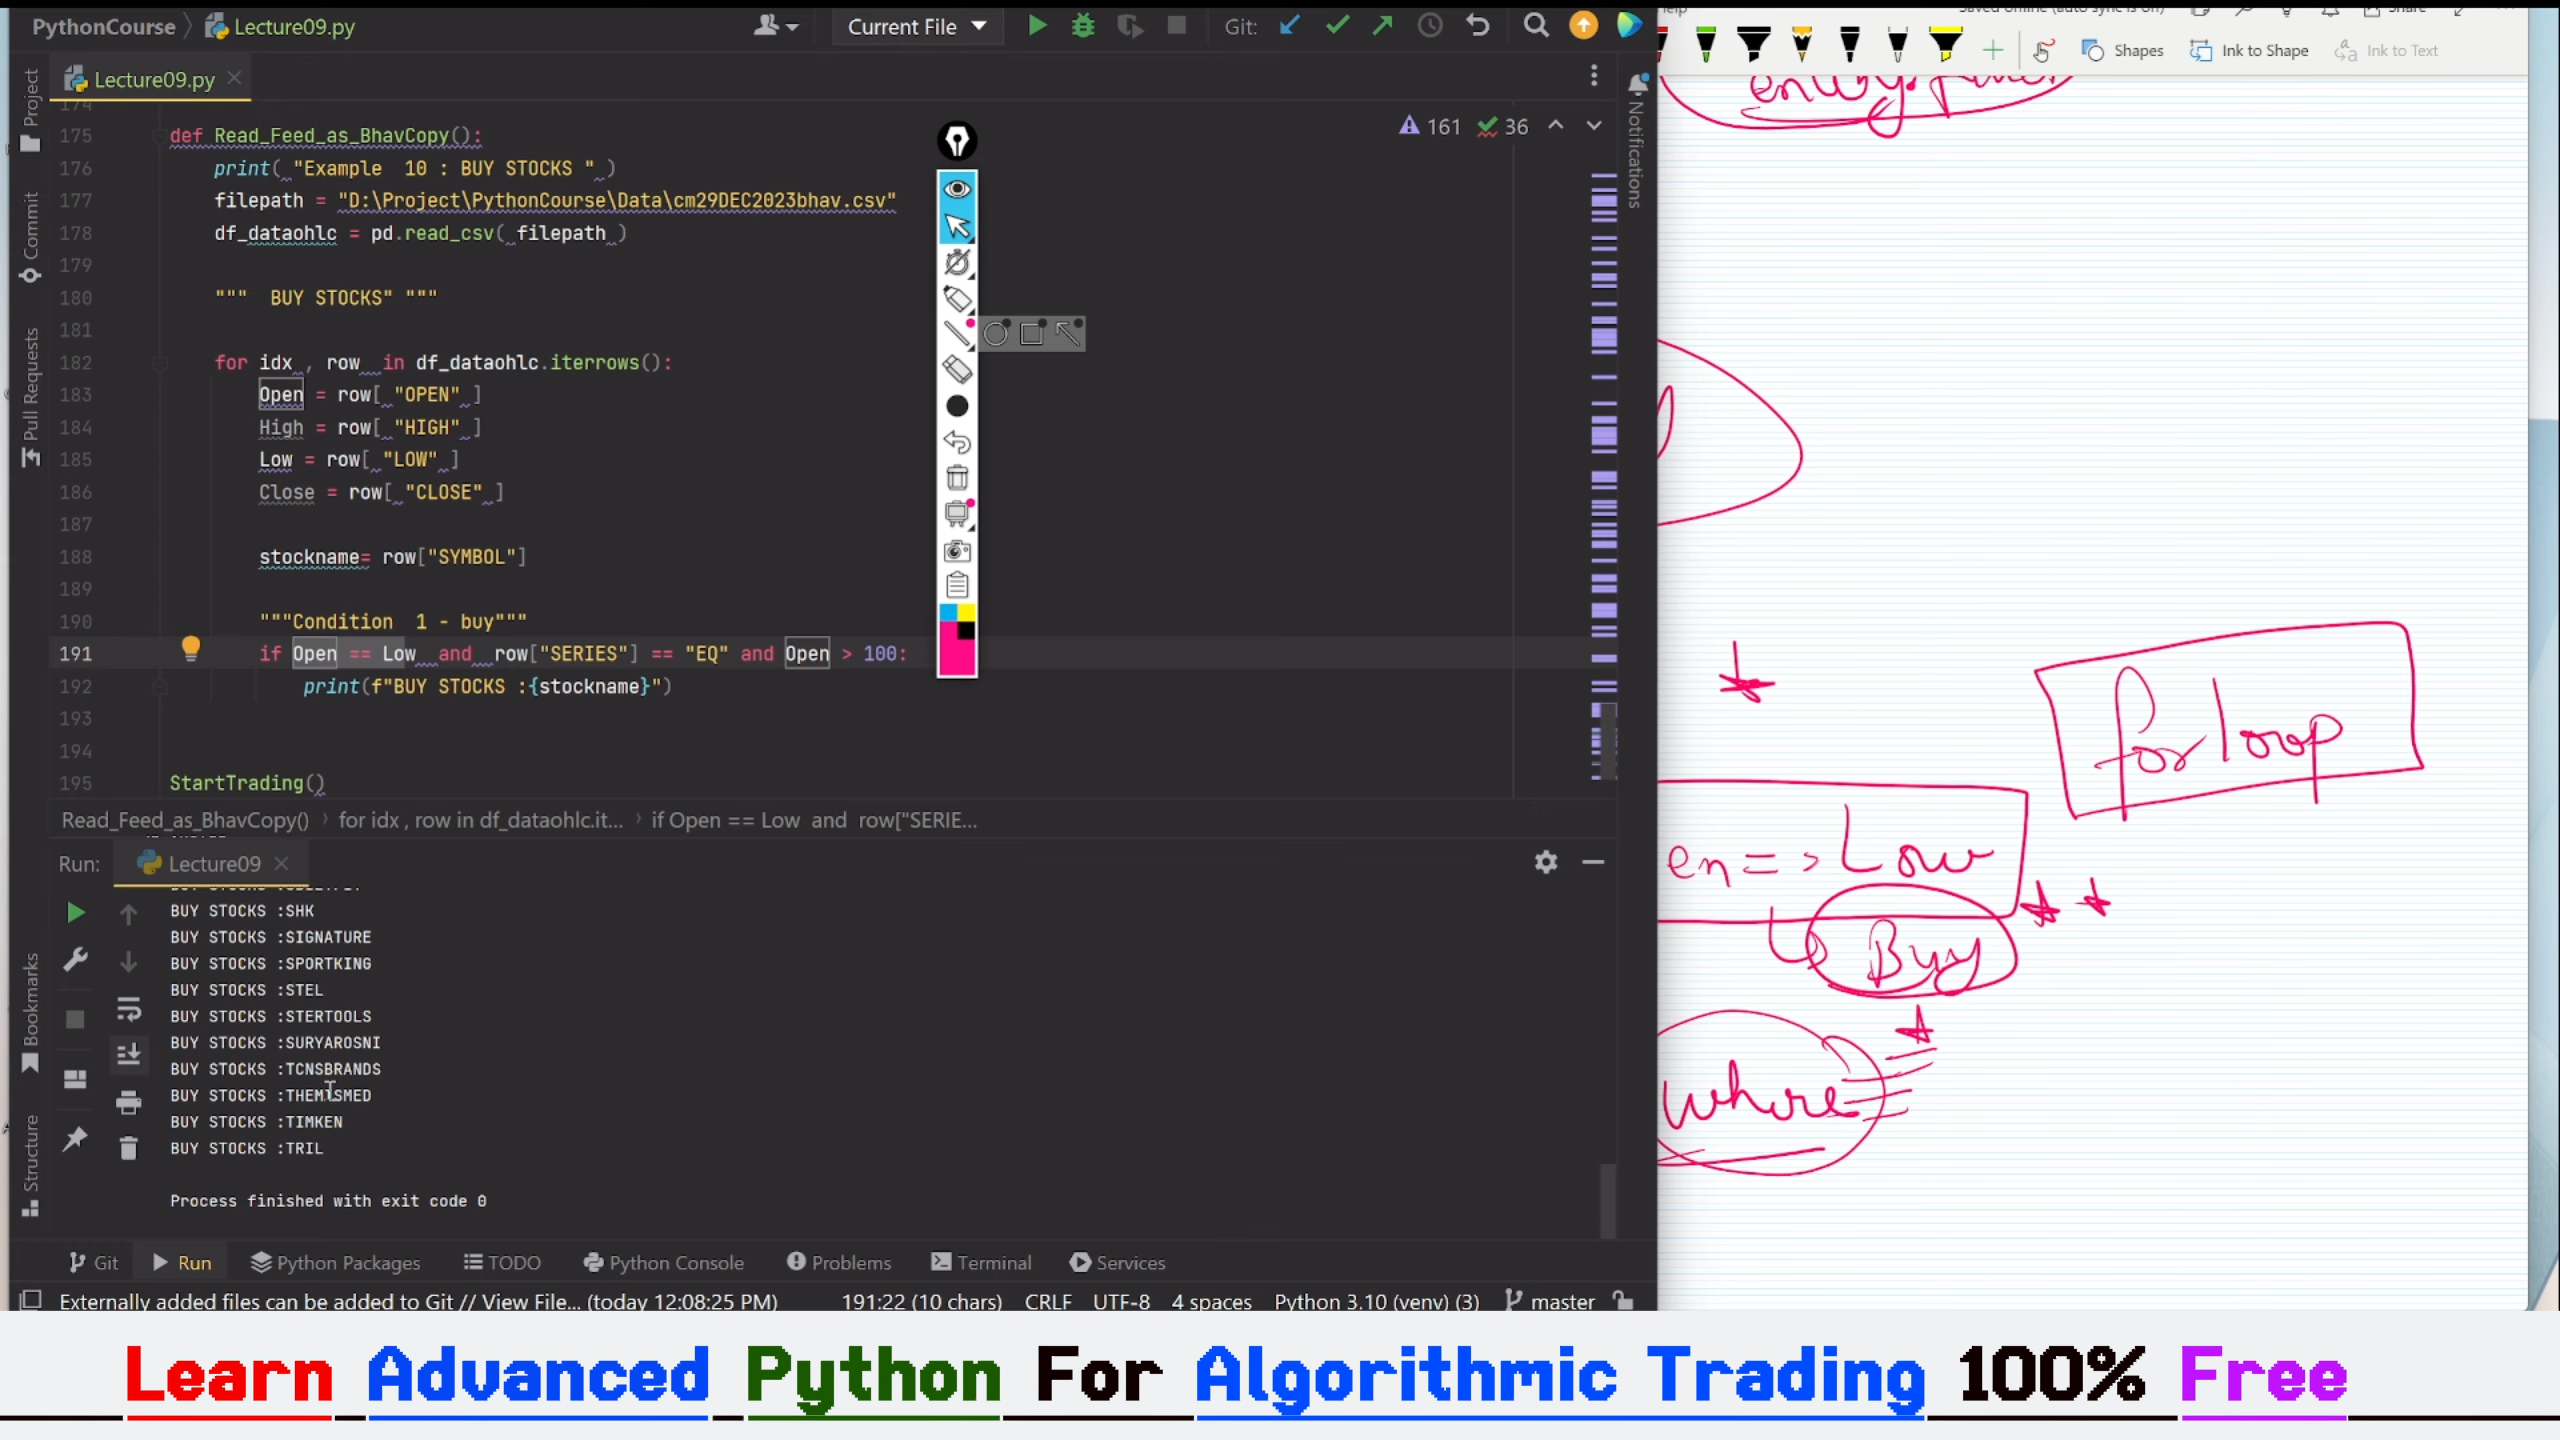 PythonCourse Lecture09.py
Current File
Git:
Lecture09.py
Project
Commit
Pull Requests
Bookmarks
Structure
Notifications
161 36
174
175 def Read_Feed_as_BhavCopy():
176 print( "Example 10 : BUY STOCKS " )
177 filepath = "D:\Project\PythonCourse\Data\cm29DEC2023bhav.csv"
178 df_dataohlc = pd.read_csv( filepath )
179
180 """ BUY STOCKS" """
181
182 for idx , row in df_dataohlc.iterrows():
183 Open = row[ "OPEN" ]
184 High = row[ "HIGH" ]
185 Low = row[ "LOW" ]
186 Close = row[ "CLOSE" ]
187
188 stockname= row["SYMBOL"]
189
190 """Condition 1 - buy"""
191 if Open == Low and row["SERIES"] == "EQ" and Open > 100:
192 print(f"BUY STOCKS :{stockname}")
193
194
195 StartTrading()
Read_Feed_as_BhavCopy() for idx , row in df_dataohlc.it... if Open == Low and row["SERIE...
Run: Lecture09
BUY STOCKS :SHK
BUY STOCKS :SIGNATURE
BUY STOCKS :SPORTKING
BUY STOCKS :STEL
BUY STOCKS :STERTOOLS
BUY STOCKS :SURYAROSNI
BUY STOCKS :TCNSBRANDS
BUY STOCKS :THEMISMED
BUY STOCKS :TIMKEN
BUY STOCKS :TRIL
Process finished with exit code 0
Git Run Python Packages TODO Python Console Problems Terminal Services
Externally added files can be added to Git // View File... (today 12:08:25 PM) 191:22 (10 chars) CRLF UTF-8 4 spaces Python 3.10 (venv) (3) master
Shapes Ink to Shape Ink to Text
for loop
en = > Low
Buy
where
Learn Advanced Python For Algorithmic Trading 100% Free